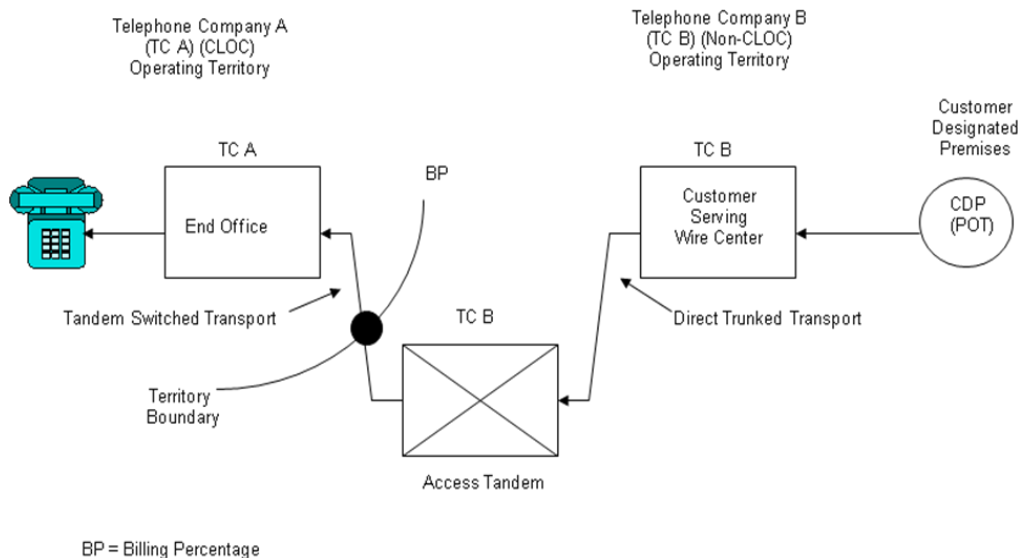 Telephone Company A
(TC A) (CLOC)
Operating Territory
Telephone Company B
(TC B) (Non-CLOC)
Operating Territory
Customer
Designated
Premises
TC A
BP
TC B
End Office
Customer
Serving
Wire Center
CDP
(POT)
Tandem Switched Transport
TC B
Direct Trunked Transport
Territory
Boundary
Access Tandem
BP = Billing Percentage